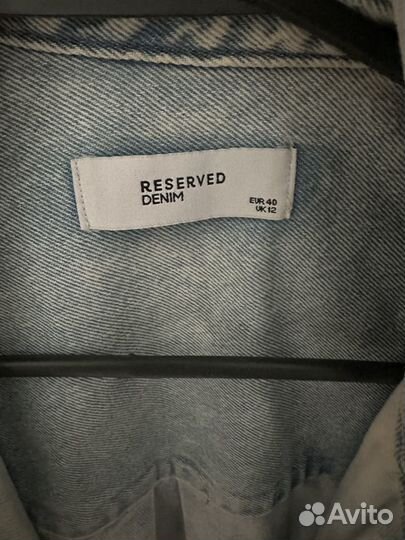 RESERVED
DENIM
EUR 40
UK 12
Avito